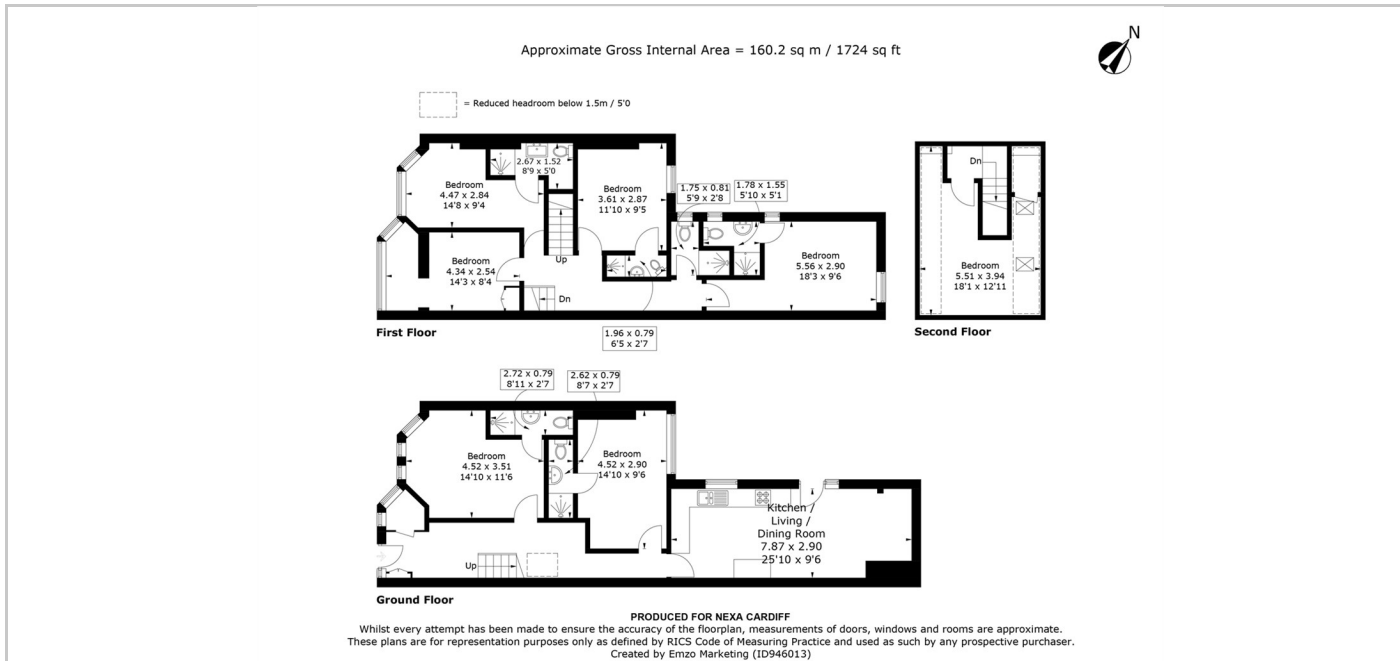 Approximate Gross Internal Area = 160.2 sq m / 1724 sq ft
N
= Reduced headroom below 1.5m / 5'0
2.67 x 1.52
8'9 x 5'0
Bedroom
4.47 x 2.84
14'8 x 9'4
Bedroom
3.61 x 2.87
11'10 x 9'5
1.75 x 0.81
5'9 x 2'8
1.78 x 1.55
5'10 x 5'1
Bedroom
4.34 x 2.54
14'3 x 8'4
Up
Dn
Bedroom
5.56 x 2.90
18'3 x 9'6
First Floor
1.96 x 0.79
6'5 x 2'7
Dn
Bedroom
5.51 x 3.94
18'1 x 12'11
Second Floor
2.72 x 0.79
8'11 x 2'7
2.62 x 0.79
8'7 x 2'7
Bedroom
4.52 x 3.51
14'10 x 11'6
Bedroom
4.52 x 2.90
14'10 x 9'6
Kitchen /
Living /
Dining Room
7.87 x 2.90
25'10 x 9'6
Up
Ground Floor
PRODUCED FOR NEXA CARDIFF
Whilst every attempt has been made to ensure the accuracy of the floorplan, measurements of doors, windows and rooms are approximate.
These plans are for representation purposes only as defined by RICS Code of Measuring Practice and used as such by any prospective purchaser.
Created by Emzo Marketing (ID946013)